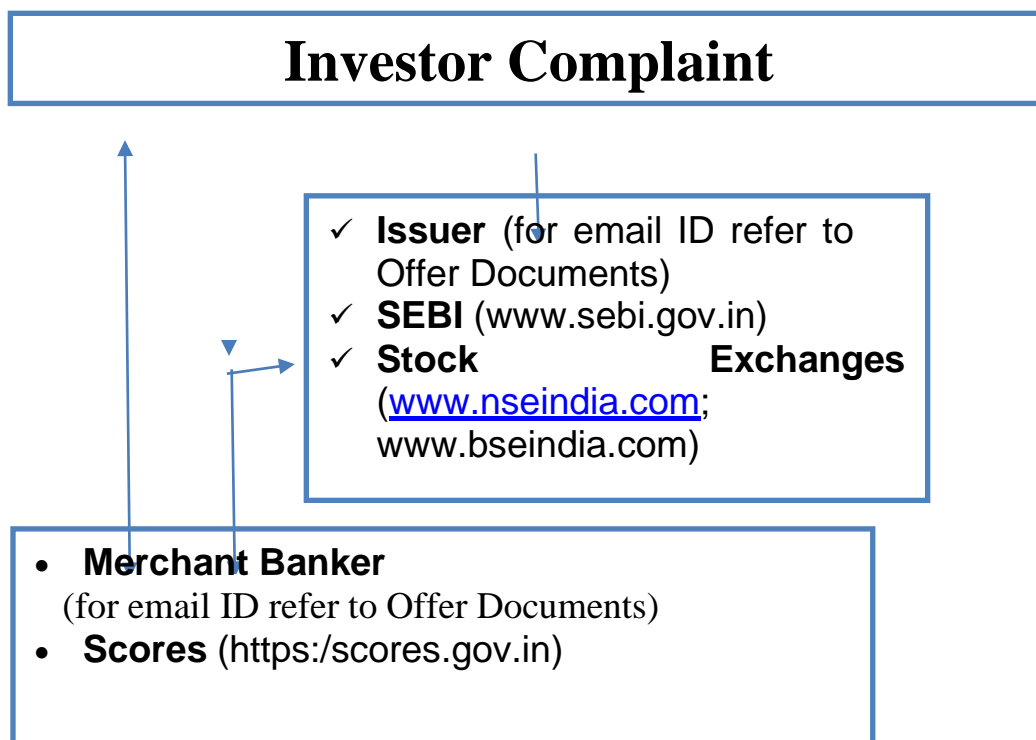 Investor Complaint
✓ Issuer (for email ID refer to
Offer Documents)
✓ SEBI (www.sebi.gov.in)
✓ Stock Exchanges
(www.nseindia.com;
www.bseindia.com)
• Merchant Banker
(for email ID refer to Offer Documents)
• Scores (https:/scores.gov.in)